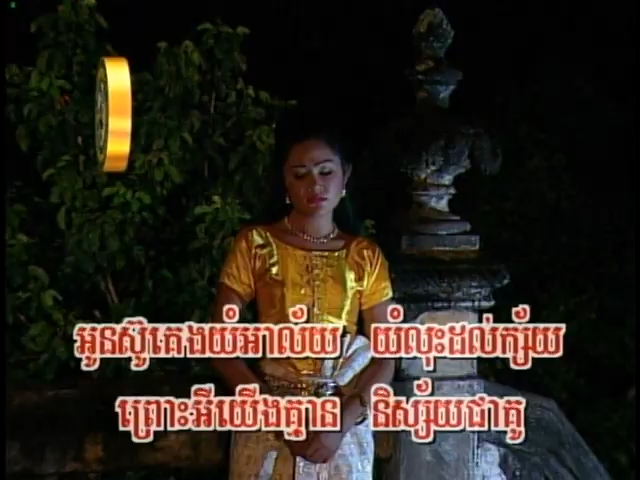 អូនស៊ូគេងយំអាល័យ យំលុះដល់ក្ស័យ
ព្រោះអីយើងគ្មាន និស្ស័យជាគូ